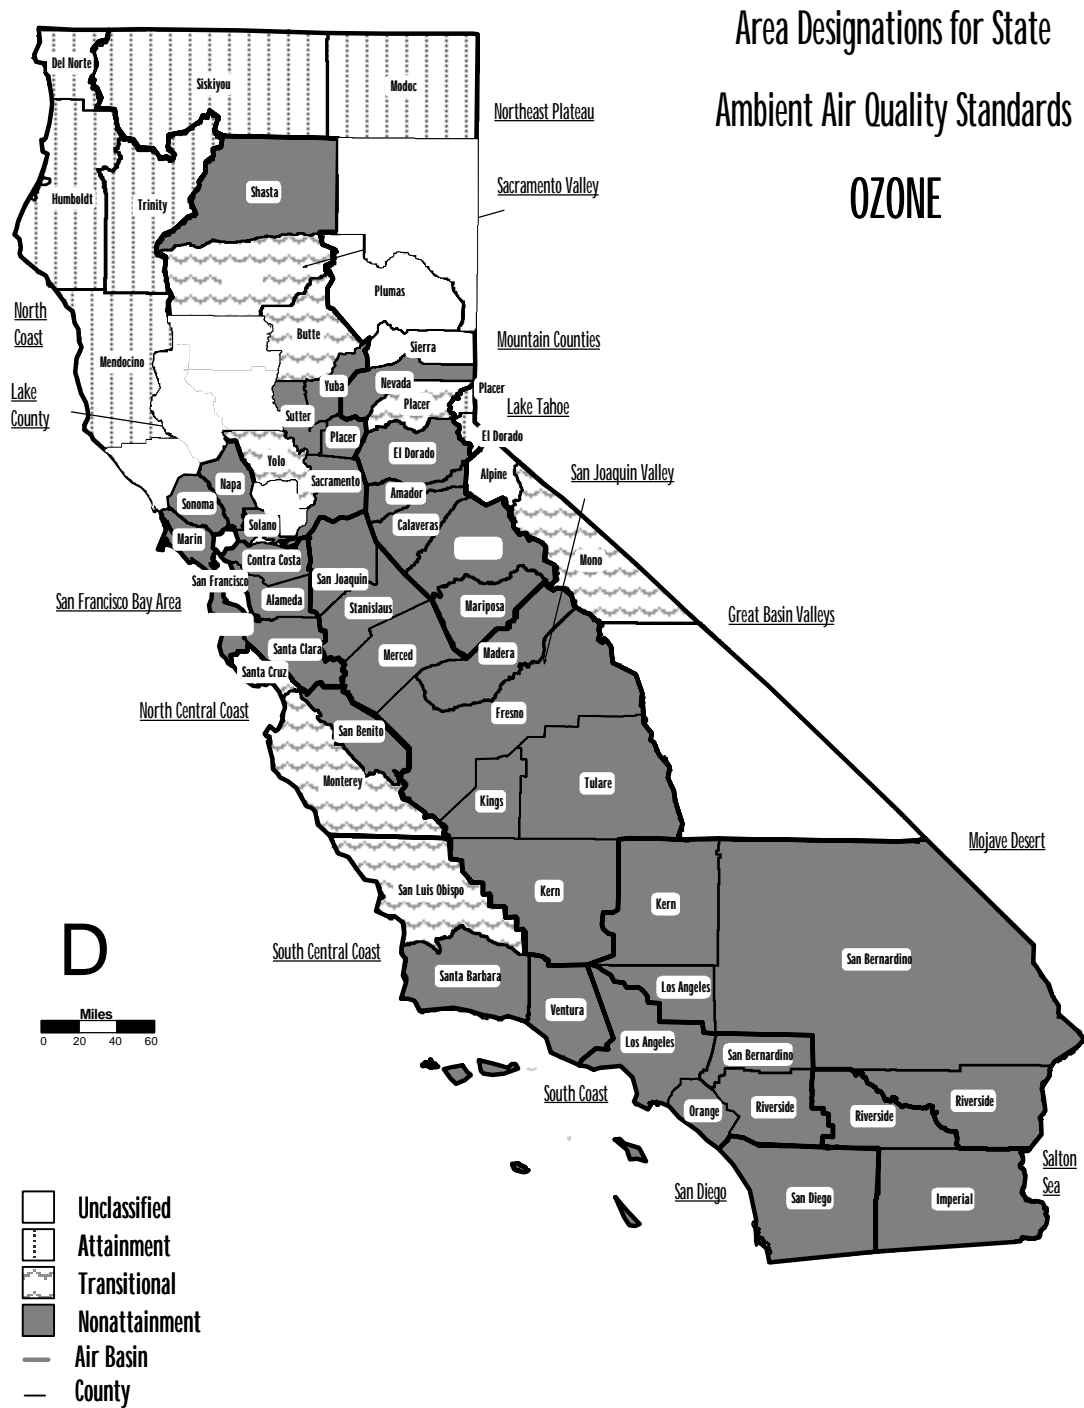 Area Designations for State
Ambient Air Quality Standards
OZONE
Del Norte
Siskiyou
Modoc
Northeast Plateau
Sacramento Valley
Shasta
Humboldt
Trinity
Plumas
North
Coast
Butte
Mountain Counties
Sierra
Mendocino
Lake
County
Yuba
Nevada
Placer
Placer
Lake Tahoe
Sutter
Placer
El Dorado
El Dorado
Yolo
Alpine
San Joaquin Valley
Napa
Sacramento
Amador
Sonoma
Solano
Calaveras
Marin
Contra Costa
Mono
San Francisco
San Joaquin
San Francisco Bay Area
Alameda
Stanislaus
Mariposa
Great Basin Valleys
Santa Clara
Merced
Madera
Santa Cruz
North Central Coast
Fresno
San Benito
Monterey
Kings
Tulare
Mojave Desert
San Luis Obispo
Kern
Kern
D
South Central Coast
San Bernardino
Santa Barbara
Los Angeles
Miles
0 20 40 60
Ventura
Los Angeles
San Bernardino
South Coast
Orange
Riverside
Riverside
Riverside
Salton
Sea
San Diego
San Diego
Imperial
Unclassified
Attainment
Transitional
Nonattainment
Air Basin
County